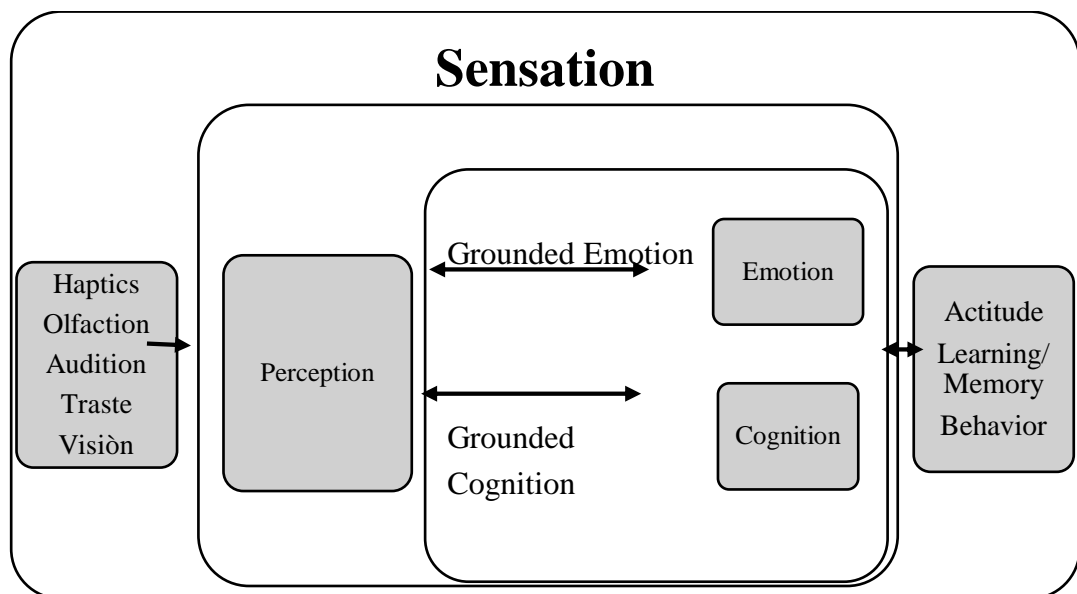 Sensation
Haptics
Olfaction
Audition
Traste
Visiòn
Perception
Grounded Emotion
Grounded
Cognition
Emotion
Cognition
Actitude
Learning/
Memory
Behavior